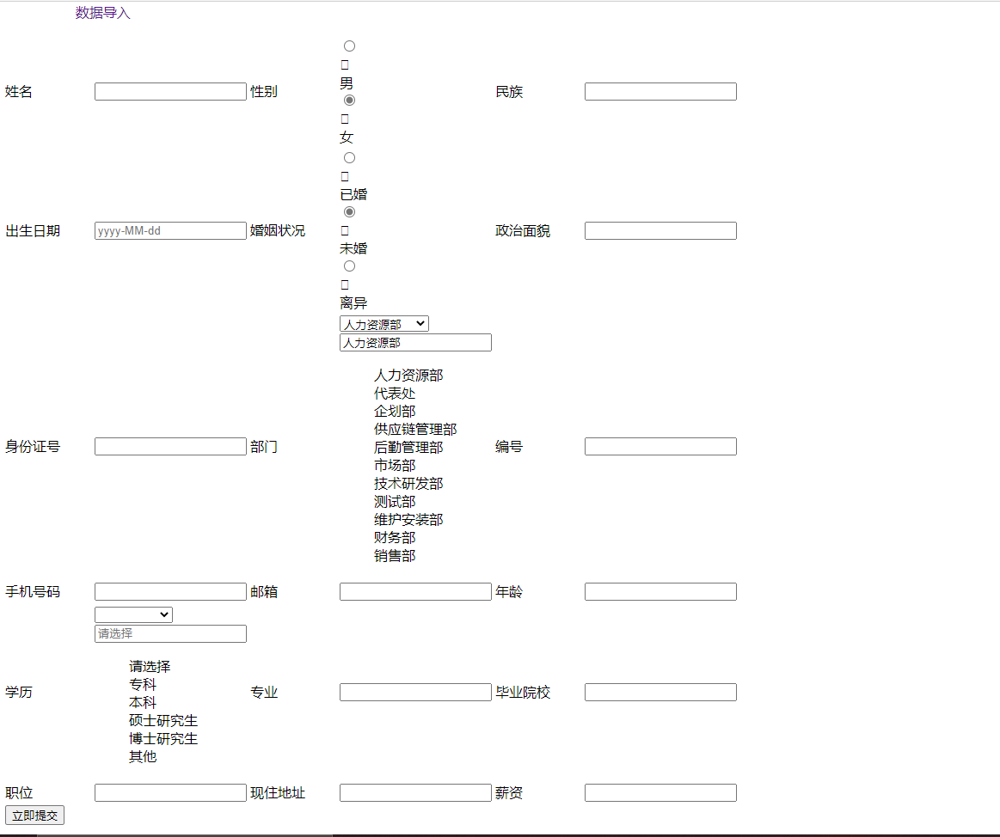 数据导入
姓名 性别 男 女 民族
出生日期 yyyy-MM-dd 婚姻状况 已婚 未婚 离异 政治面貌
身份证号 部门 人力资源部
人力资源部
人力资源部
代表处
企划部
供应链管理部
后勤管理部
市场部
技术研发部
测试部
维护安装部
财务部
销售部
编号
手机号码 邮箱 年龄
学历 请选择
请选择
专科
本科
硕士研究生
博士研究生
其他
专业 毕业院校
职位 现住地址 薪资
立即提交